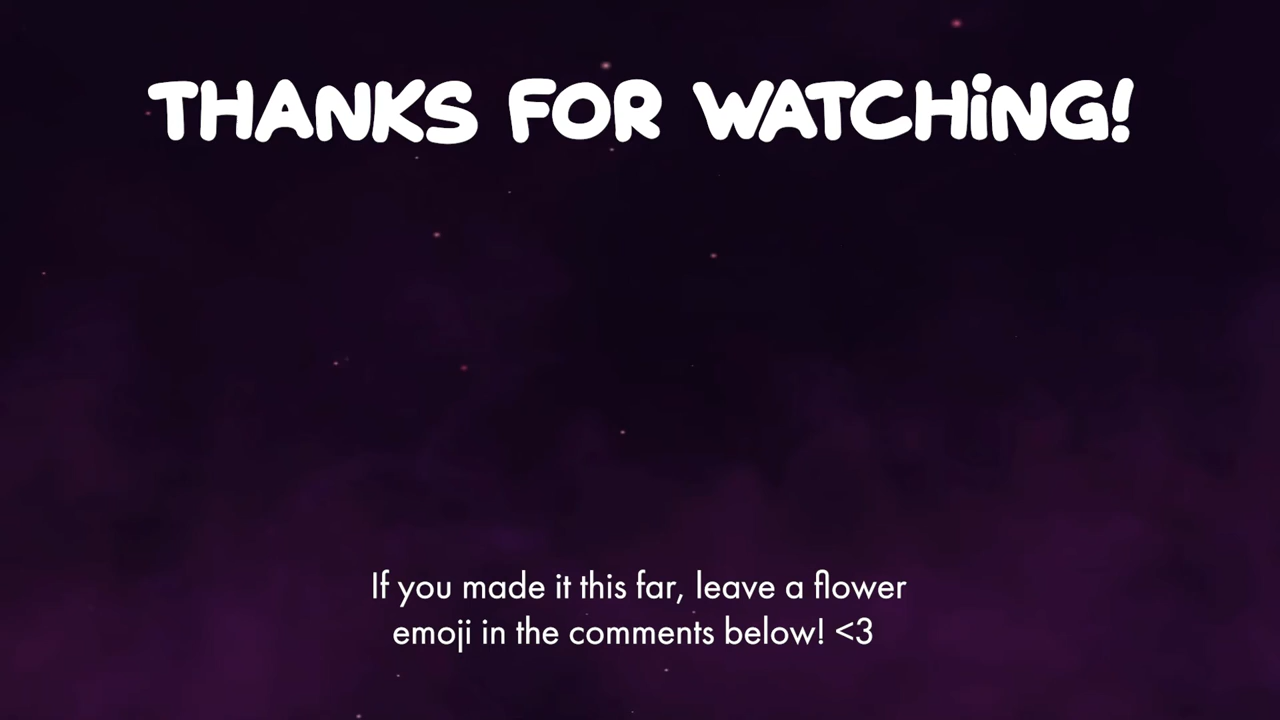 THANKS FOR WATCHiNG!
If you made it this far, leave a flower
emoji in the comments below! <3